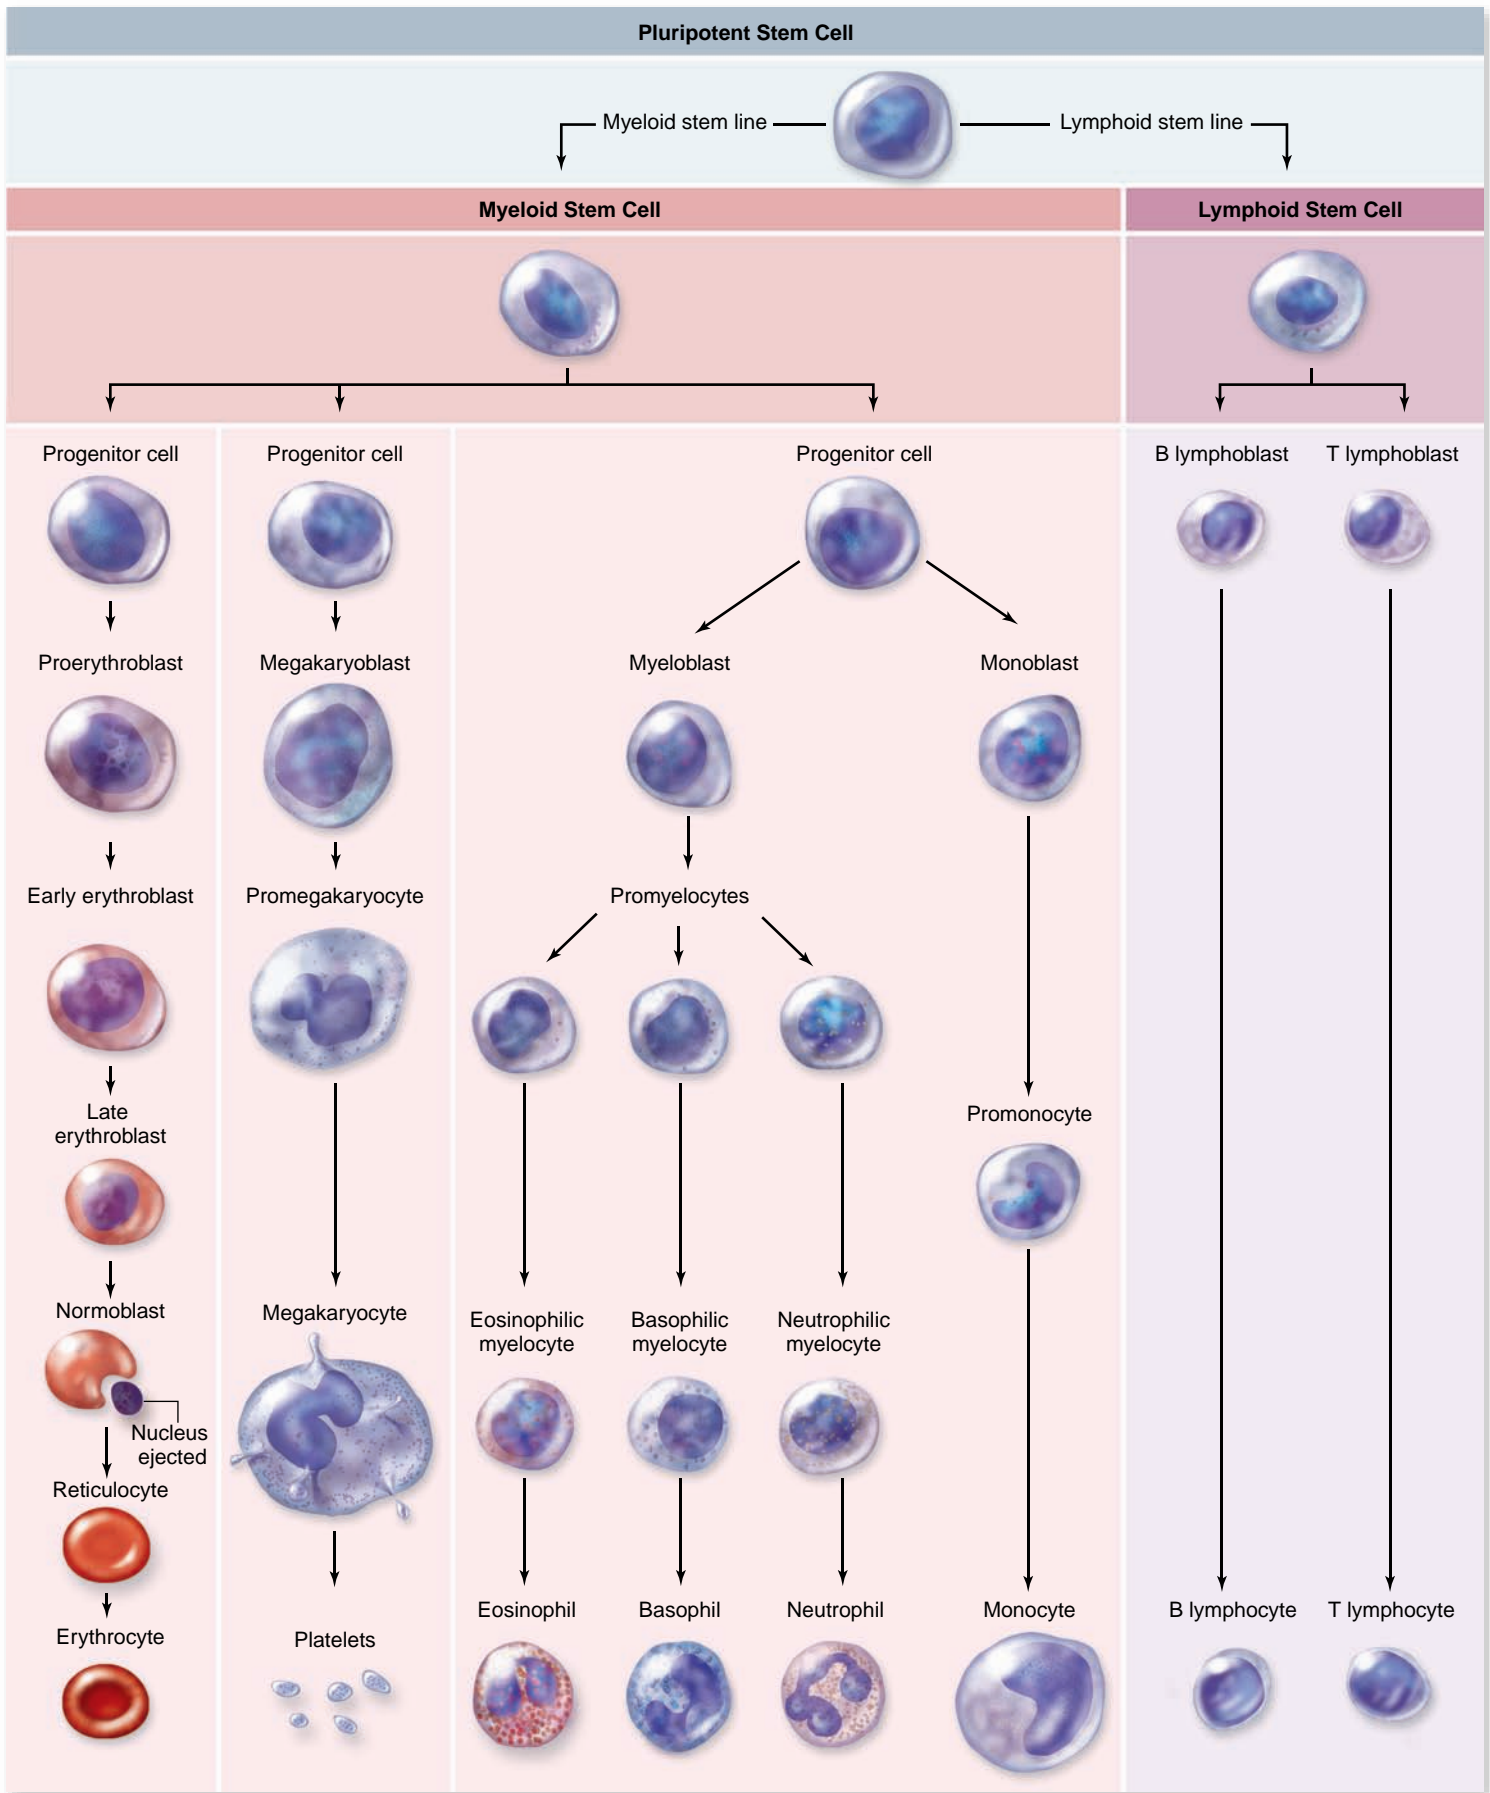 Pluripotent Stem Cell
Myeloid stem line
Lymphoid stem line
Myeloid Stem Cell
Lymphoid Stem Cell
Progenitor cell
Progenitor cell
Progenitor cell
B lymphoblast
T lymphoblast
Proerythroblast
Megakaryoblast
Myeloblast
Monoblast
Early erythroblast
Promegakaryocyte
Promyelocytes
Late
erythroblast
Promonocyte
Normoblast
Nucleus
ejected
Megakaryocyte
Eosinophilic
myelocyte
Basophilic
myelocyte
Neutrophilic
myelocyte
Reticulocyte
Erythrocyte
Platelets
Eosinophil
Basophil
Neutrophil
Monocyte
B lymphocyte
T lymphocyte